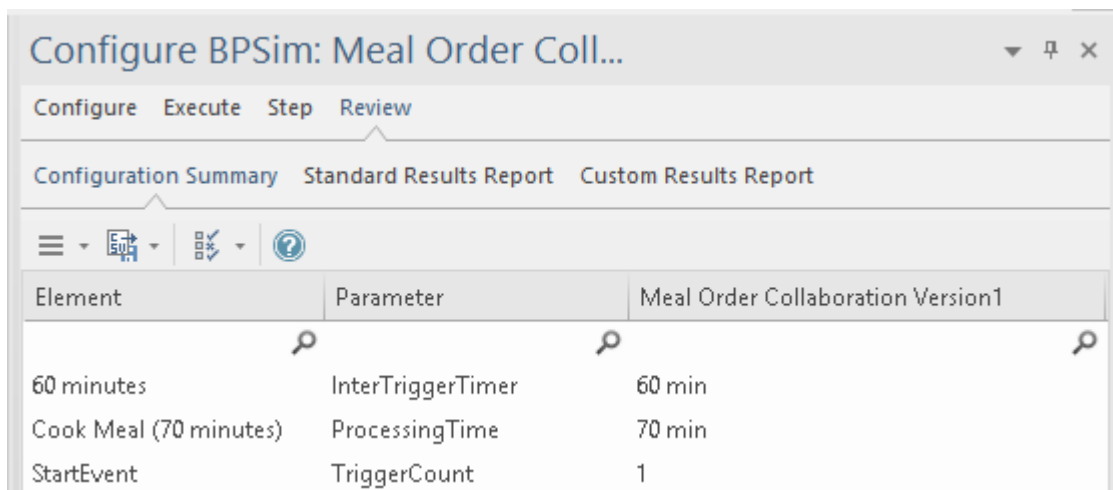 Configure BPSim: Meal Order Coll...
Configure Execute Step Review
Configuration Summary Standard Results Report Custom Results Report
Element Parameter Meal Order Collaboration Version1
60 minutes InterTriggerTimer 60 min
Cook Meal (70 minutes) ProcessingTime 70 min
StartEvent TriggerCount 1